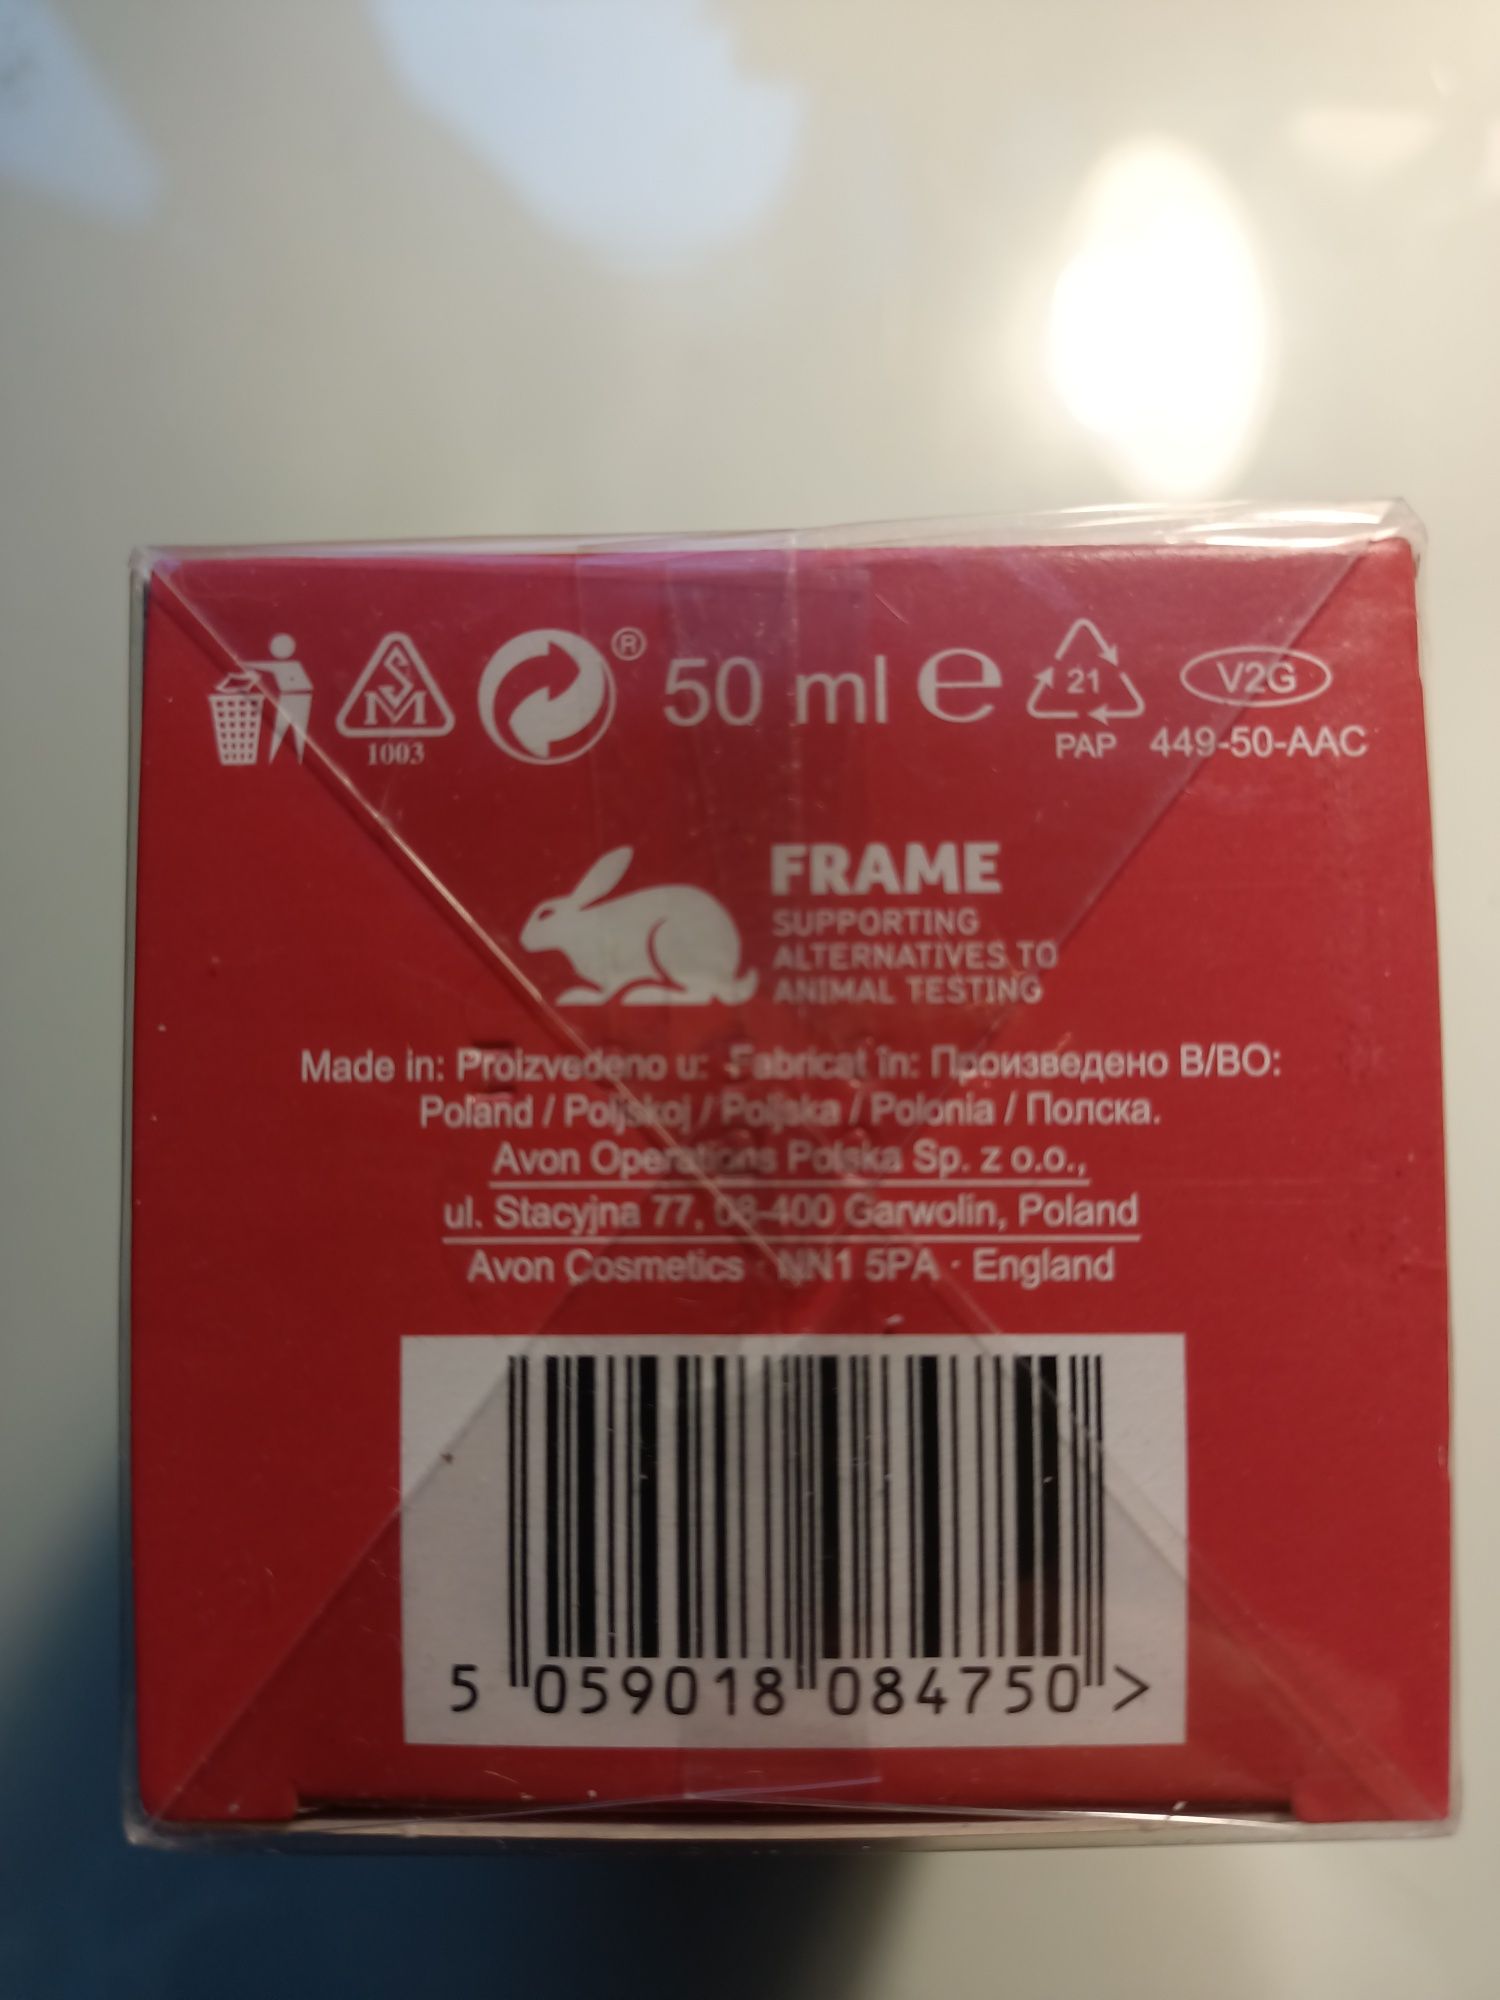 SM
1003
® 50 ml ℮
21
PAP
V2G
449-50-AAC
FRAME
SUPPORTING
ALTERNATIVES TO
ANIMAL TESTING
Made in: Proizvedeno u: Fabricat în: Произведено В/ВО:
Poland / Poljskoj / Poljska / Polonia / Полска.
Avon Operations Polska Sp. z o.o.,
ul. Stacyjna 77, 08-400 Garwolin, Poland
Avon Cosmetics · NN1 5PA · England
5 059018 084750 >